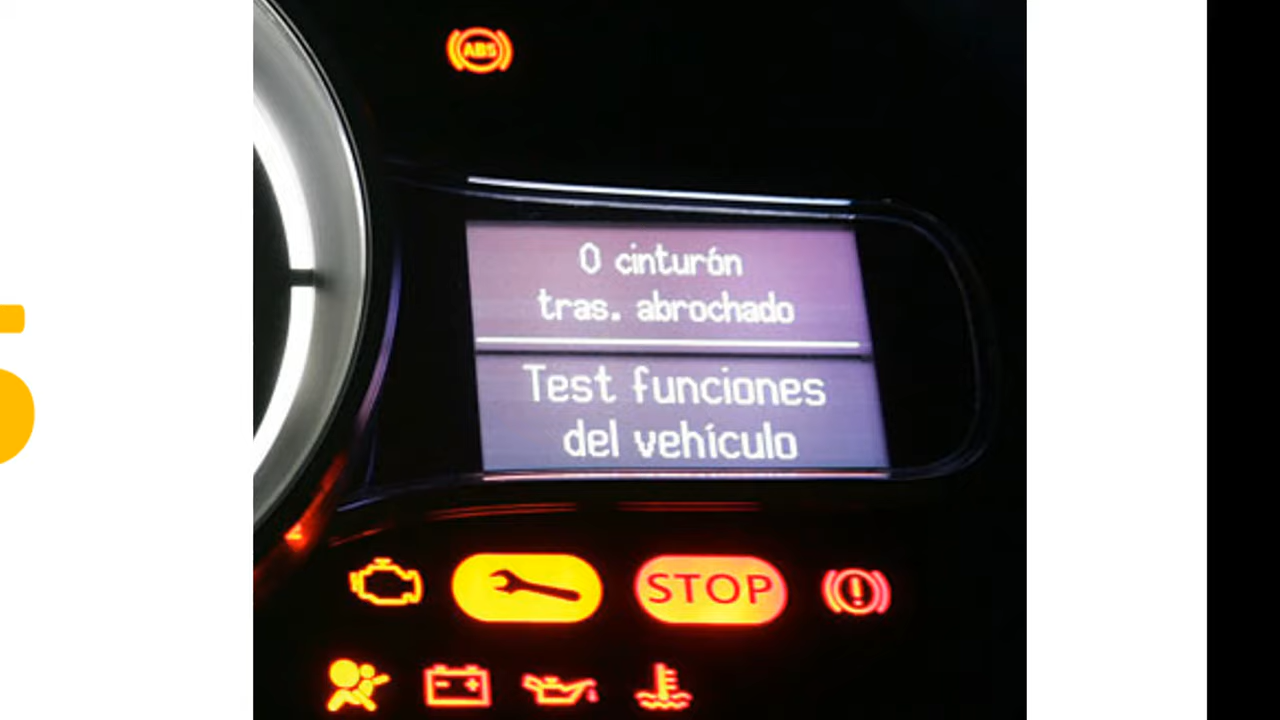 ABS
0 cinturón
tras. abrochado
Test funciones
del vehículo
STOP